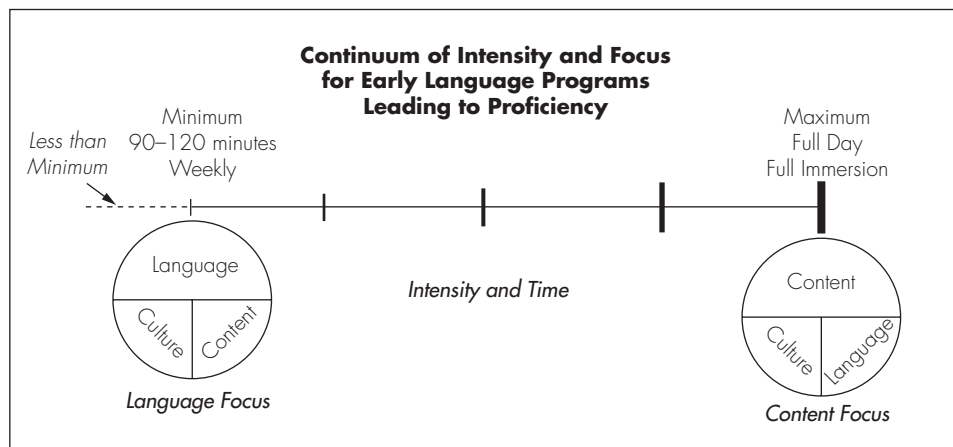 Continuum of Intensity and Focus
for Early Language Programs
Leading to Proficiency
Less than
Minimum
Minimum
90–120 minutes
Weekly
Maximum
Full Day
Full Immersion
Language
Culture
Content
Language Focus
Intensity and Time
Content
Culture
Language
Content Focus